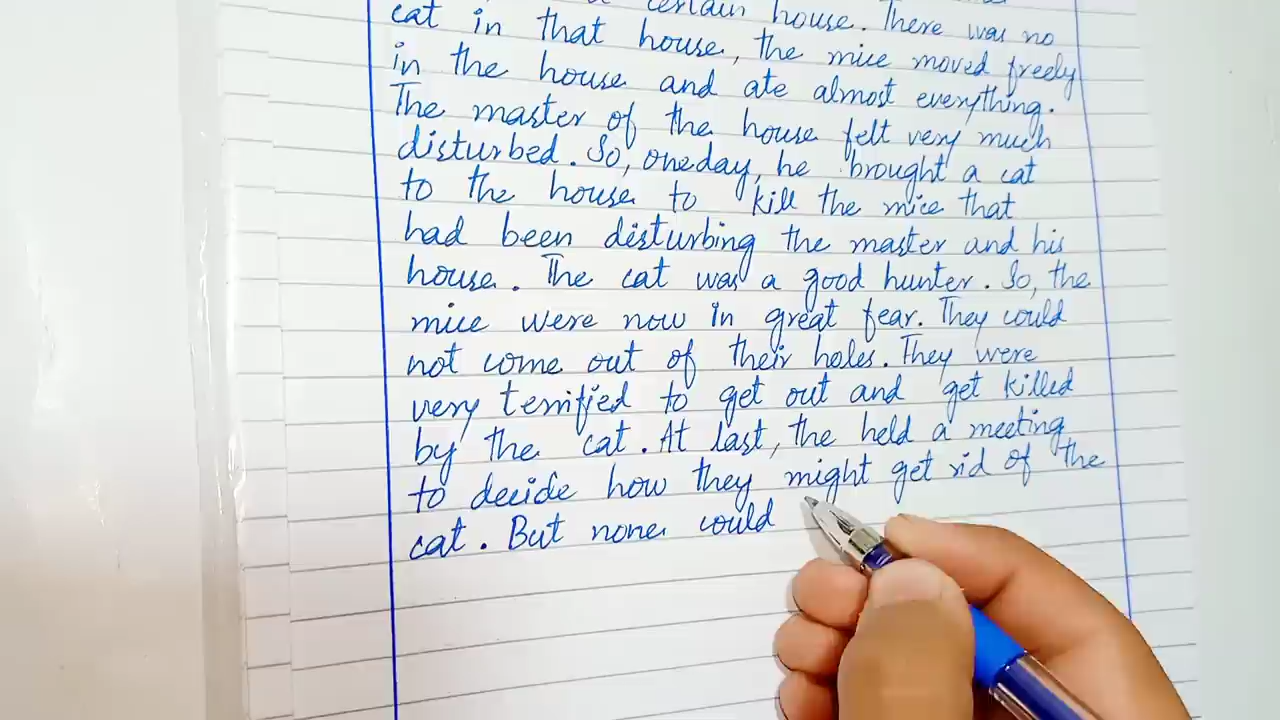 certain house. There was no
cat in that house, the mice moved freely
in the house and ate almost everything.
The master of the house felt very much
disturbed. So, oneday, he brought a cat
to the house to kill the mice that
had been disturbing the master and his
house. The cat was a good hunter. So, the
mice were now in great fear. They could
not come out of their holes. They were
very terrified to get out and get killed
by the cat. At last, the held a meeting
to decide how they might get rid of the
cat. But none could